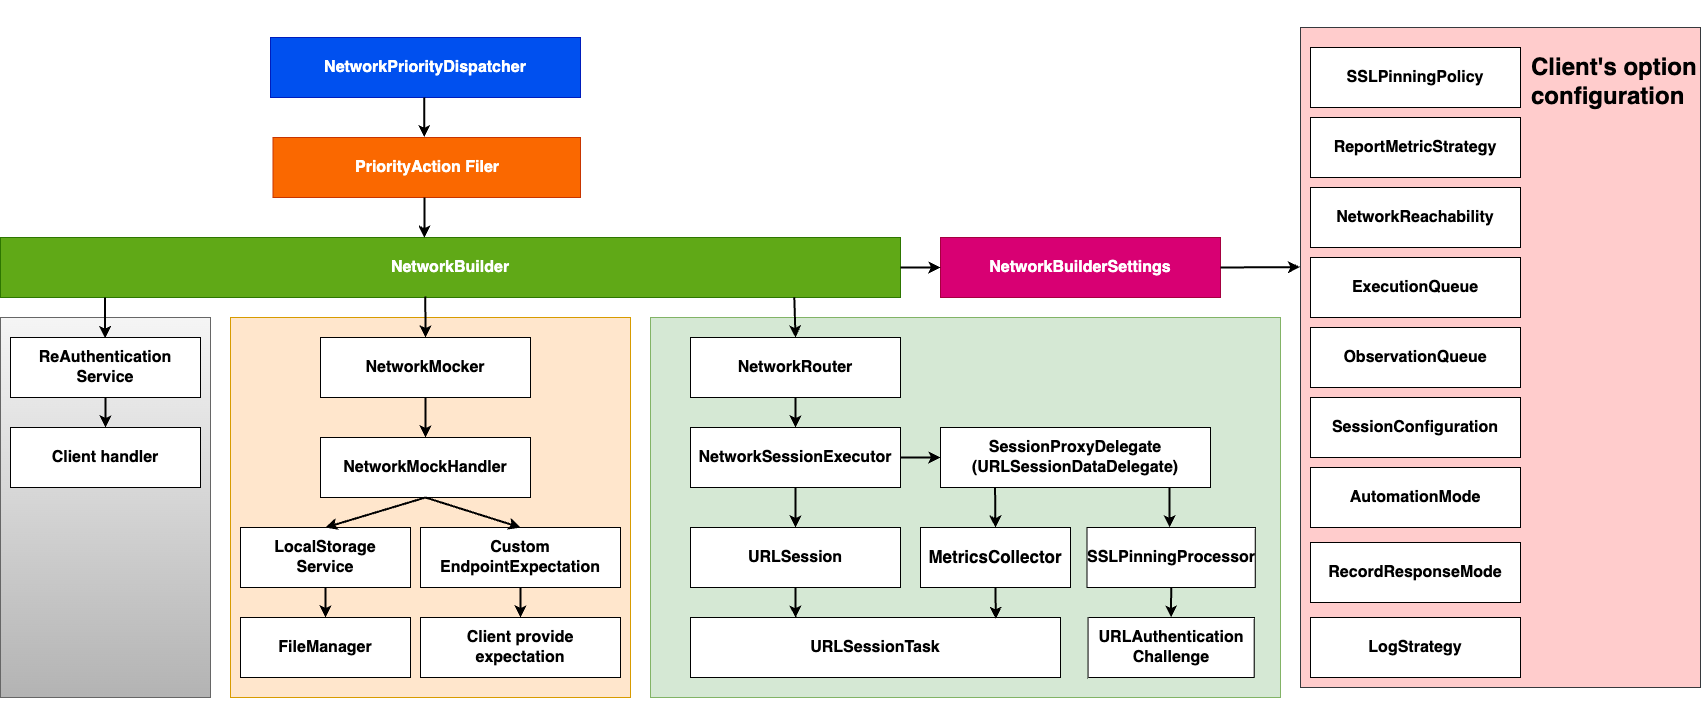 NetworkPriorityDispatcher
PriorityAction Filer
NetworkBuilder
NetworkBuilderSettings
ReAuthentication
Service
Client handler
NetworkMocker
NetworkMockHandler
LocalStorage
Service
Custom
EndpointExpectation
FileManager
Client provide
expectation
NetworkRouter
NetworkSessionExecutor
SessionProxyDelegate
(URLSessionDataDelegate)
URLSession
MetricsCollector
SSLPinningProcessor
URLSessionTask
URLAuthentication
Challenge
Client's option
configuration
SSLPinningPolicy
ReportMetricStrategy
NetworkReachability
ExecutionQueue
ObservationQueue
SessionConfiguration
AutomationMode
RecordResponseMode
LogStrategy